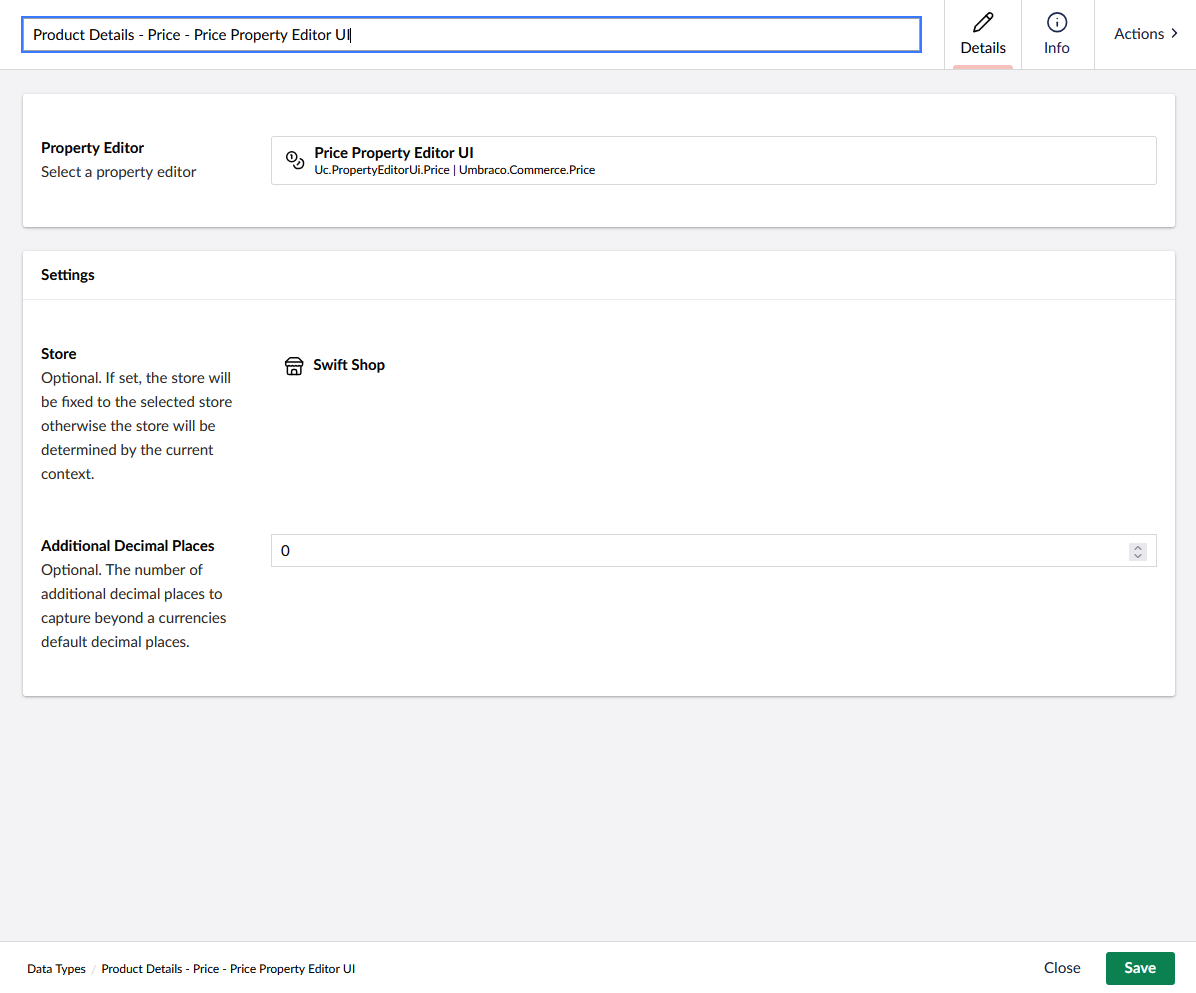 Product Details - Price - Price Property Editor UI
Details
Info
Actions
Property Editor
Select a property editor
Price Property Editor UI
Uc.PropertyEditorUi.Price | Umbraco.Commerce.Price
Settings
Store
Optional. If set, the store will
be fixed to the selected store
otherwise the store will be
determined by the current
context.
Swift Shop
Additional Decimal Places
Optional. The number of
additional decimal places to
capture beyond a currencies
default decimal places.
0
Data Types / Product Details - Price - Price Property Editor UI
Close
Save